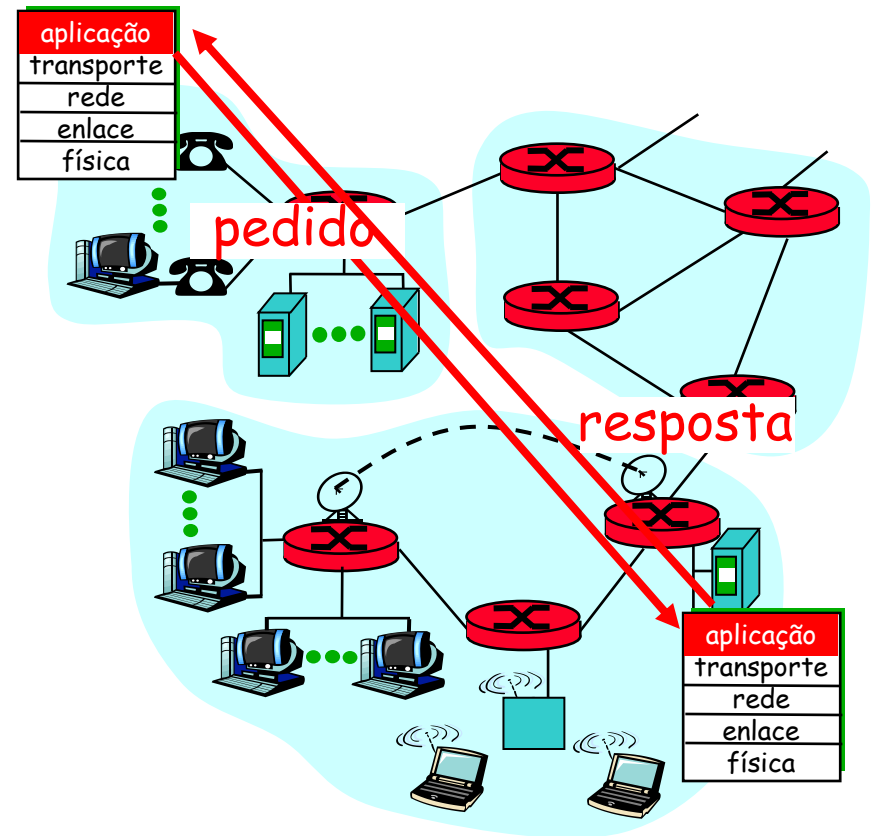 aplicação
transporte
rede
enlace
física
pedido
resposta
aplicação
transporte
rede
enlace
física